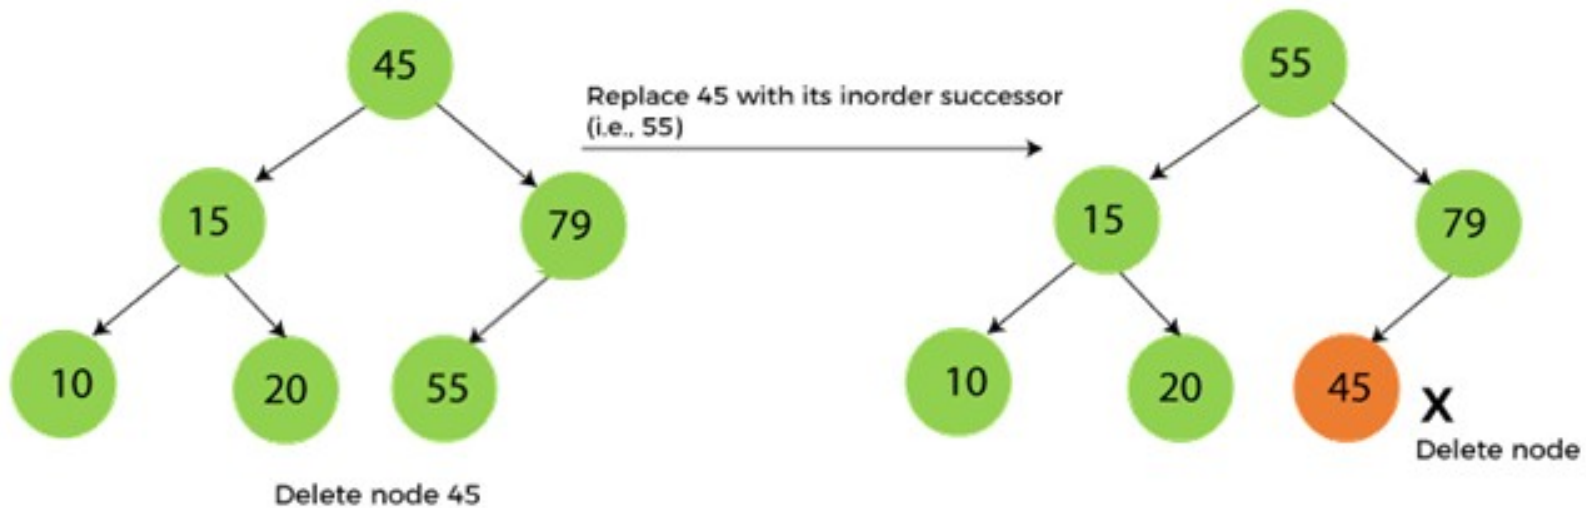 45
15
79
10
20
55
Delete node 45
Replace 45 with its inorder successor
(i.e., 55)
55
15
79
10
20
45
X
Delete node